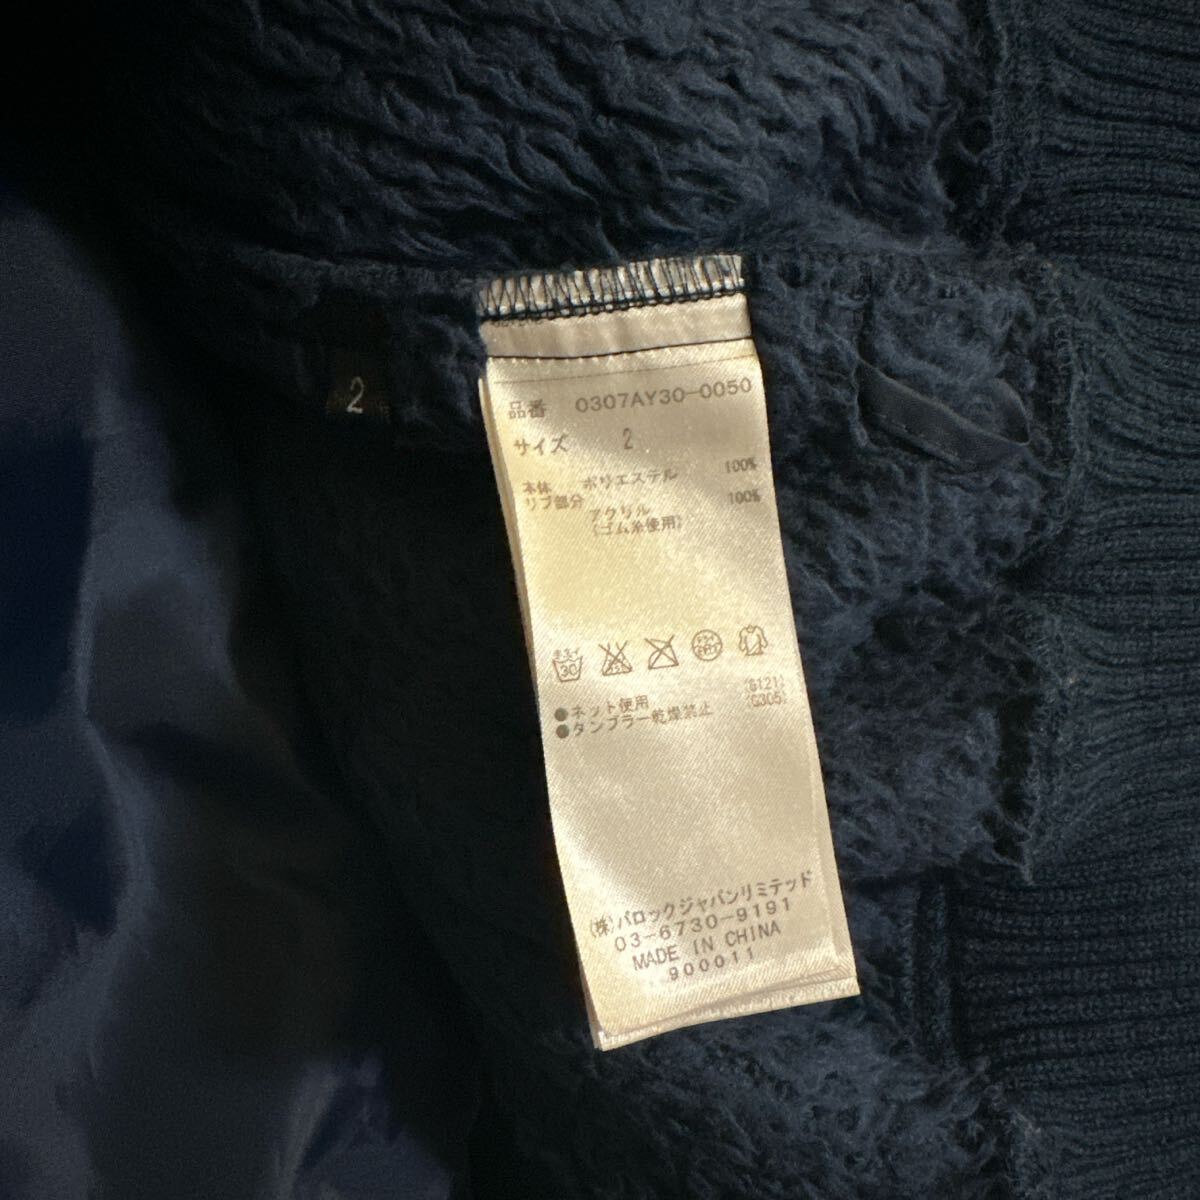 2
品番 0307AY30-0050
サイズ 2
本体 ポリエステル 100%
リブ部分 アクリル 100%
(ゴム糸使用)
30
●ネット使用 (G121)
●タンブラー乾燥禁止 (G305)
(株)バロックジャパンリミテッド
03-6730-9191
MADE IN CHINA
900011